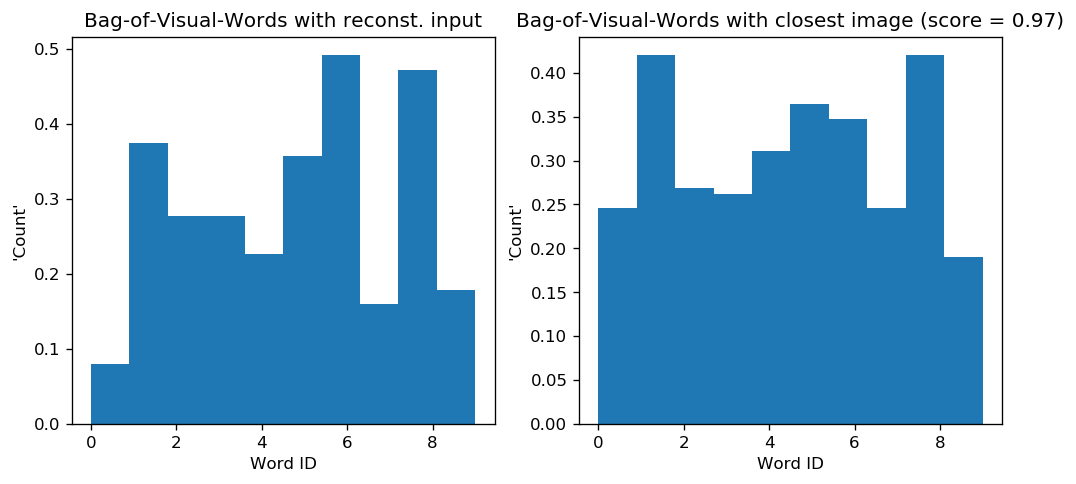 Bag-of-Visual-Words with reconst. input
0.5
0.4
0.3
0.2
0.1
0.0
'Count'
0 2 4 6 8
Word ID
Bag-of-Visual-Words with closest image (score = 0.97)
0.40
0.35
0.30
0.25
0.20
0.15
0.10
0.05
0.00
'Count'
0 2 4 6 8
Word ID